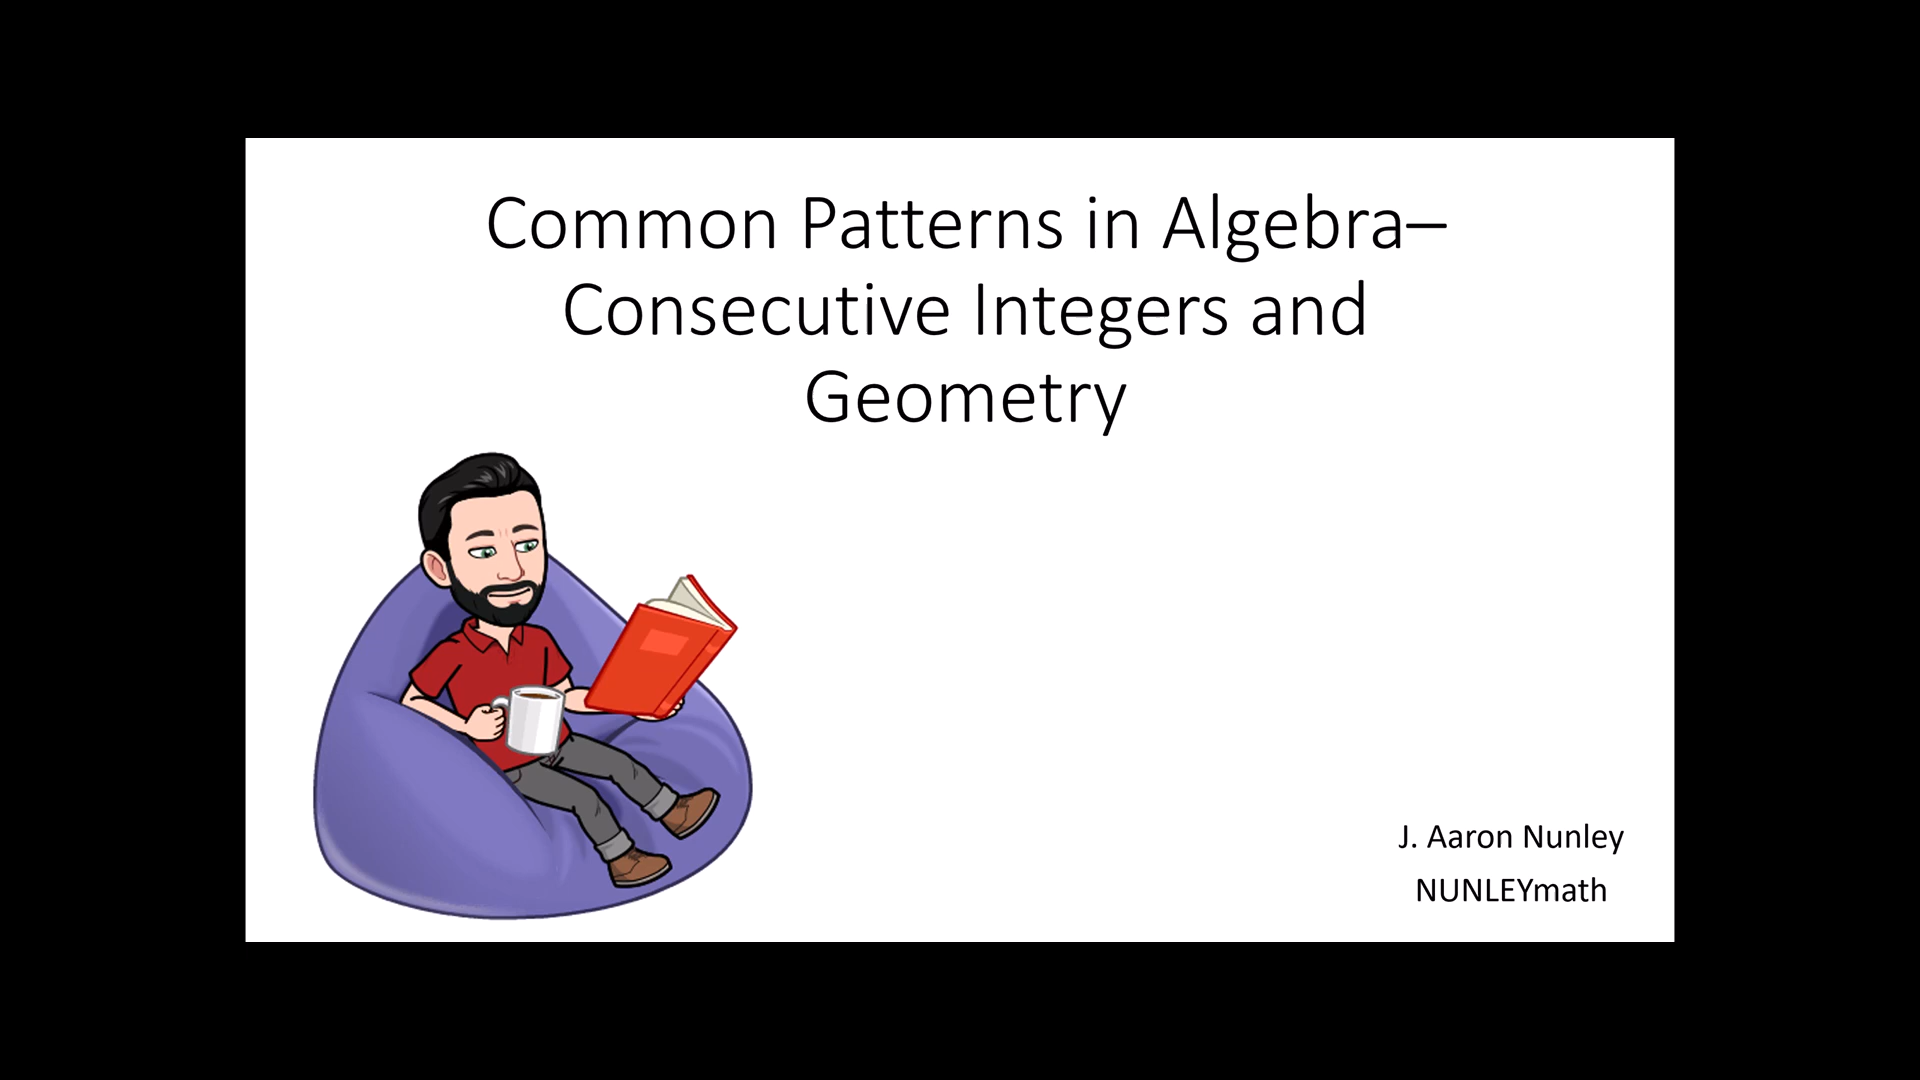 Common Patterns in Algebra–
Consecutive Integers and
Geometry
J. Aaron Nunley
NUNLEYmath